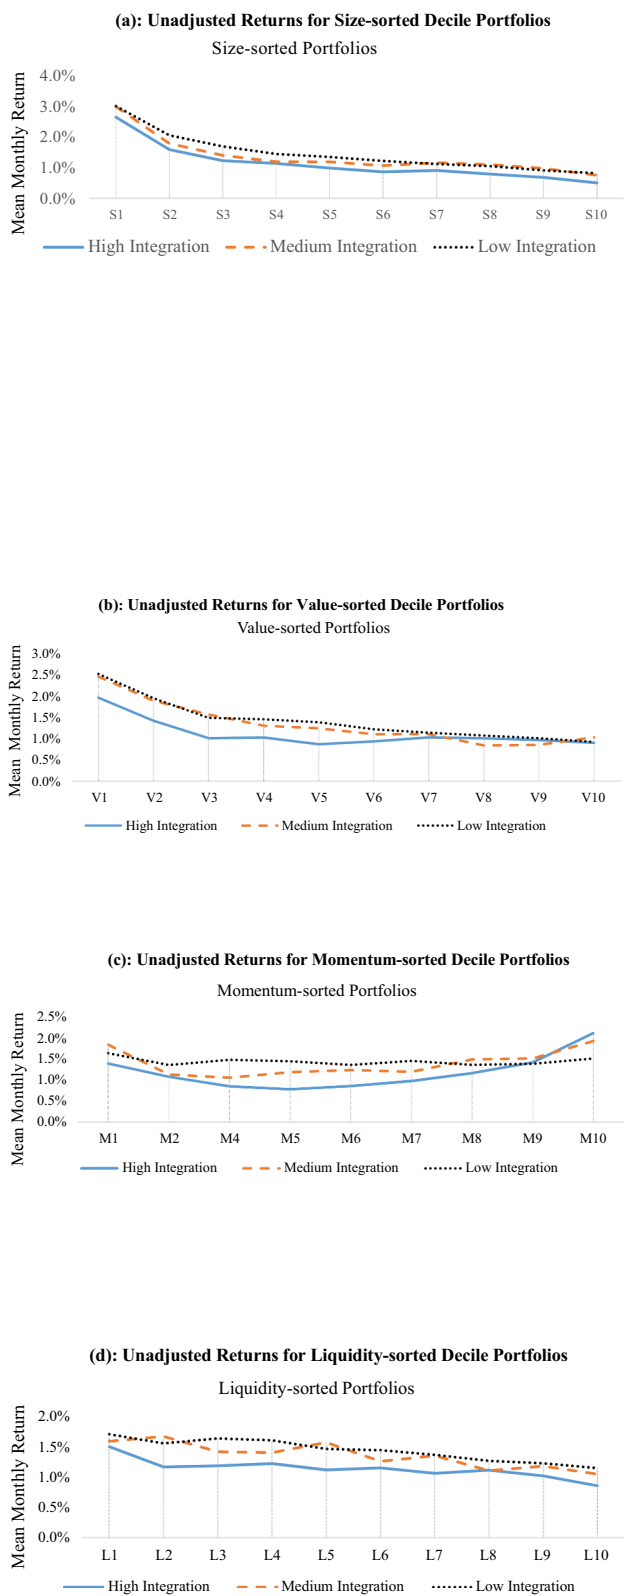 (a): Unadjusted Returns for Size-sorted Decile Portfolios
Size-sorted Portfolios
Mean Monthly Return
4.0%
3.0%
2.0%
1.0%
0.0%
S1 S2 S3 S4 S5 S6 S7 S8 S9 S10
High Integration Medium Integration Low Integration
(b): Unadjusted Returns for Value-sorted Decile Portfolios
Value-sorted Portfolios
Mean Monthly Return
3.0%
2.5%
2.0%
1.5%
1.0%
0.5%
0.0%
V1 V2 V3 V4 V5 V6 V7 V8 V9 V10
High Integration Medium Integration Low Integration
(c): Unadjusted Returns for Momentum-sorted Decile Portfolios
Momentum-sorted Portfolios
Mean Monthly Return
2.5%
2.0%
1.5%
1.0%
0.5%
0.0%
M1 M2 M4 M5 M6 M7 M8 M9 M10
High Integration Medium Integration Low Integration
(d): Unadjusted Returns for Liquidity-sorted Decile Portfolios
Liquidity-sorted Portfolios
Mean Monthly Return
2.0%
1.5%
1.0%
0.5%
0.0%
L1 L2 L3 L4 L5 L6 L7 L8 L9 L10
High Integration Medium Integration Low Integration